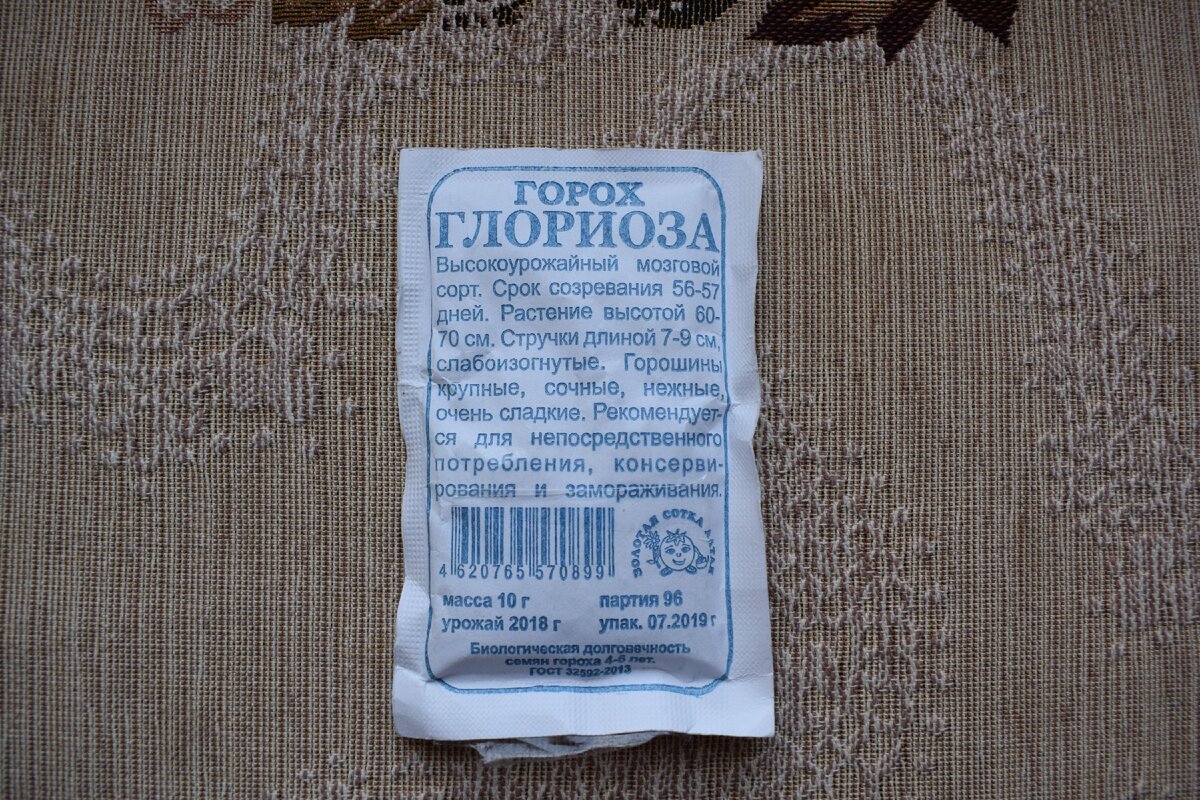 ГОРОХ
ГЛОРИОЗА
Высокоурожайный мозговой
сорт. Срок созревания 56-57
дней. Растение высотой 60-
70 см. Стручки длиной 7-9 см,
слабоизогнутые. Горошины
крупные, сочные, нежные,
очень сладкие. Рекомендует-
ся для непосредственного
потребления, консерви-
рования и замораживания.
ЗОЛОТАЯ СОТКА АЛТАЯ
4 620765 570899
масса 10 г партия 96
урожай 2018 г упак. 07.2019 г
Биологическая долговечность
семян гороха 4-6 лет.
ГОСТ 32592-2013